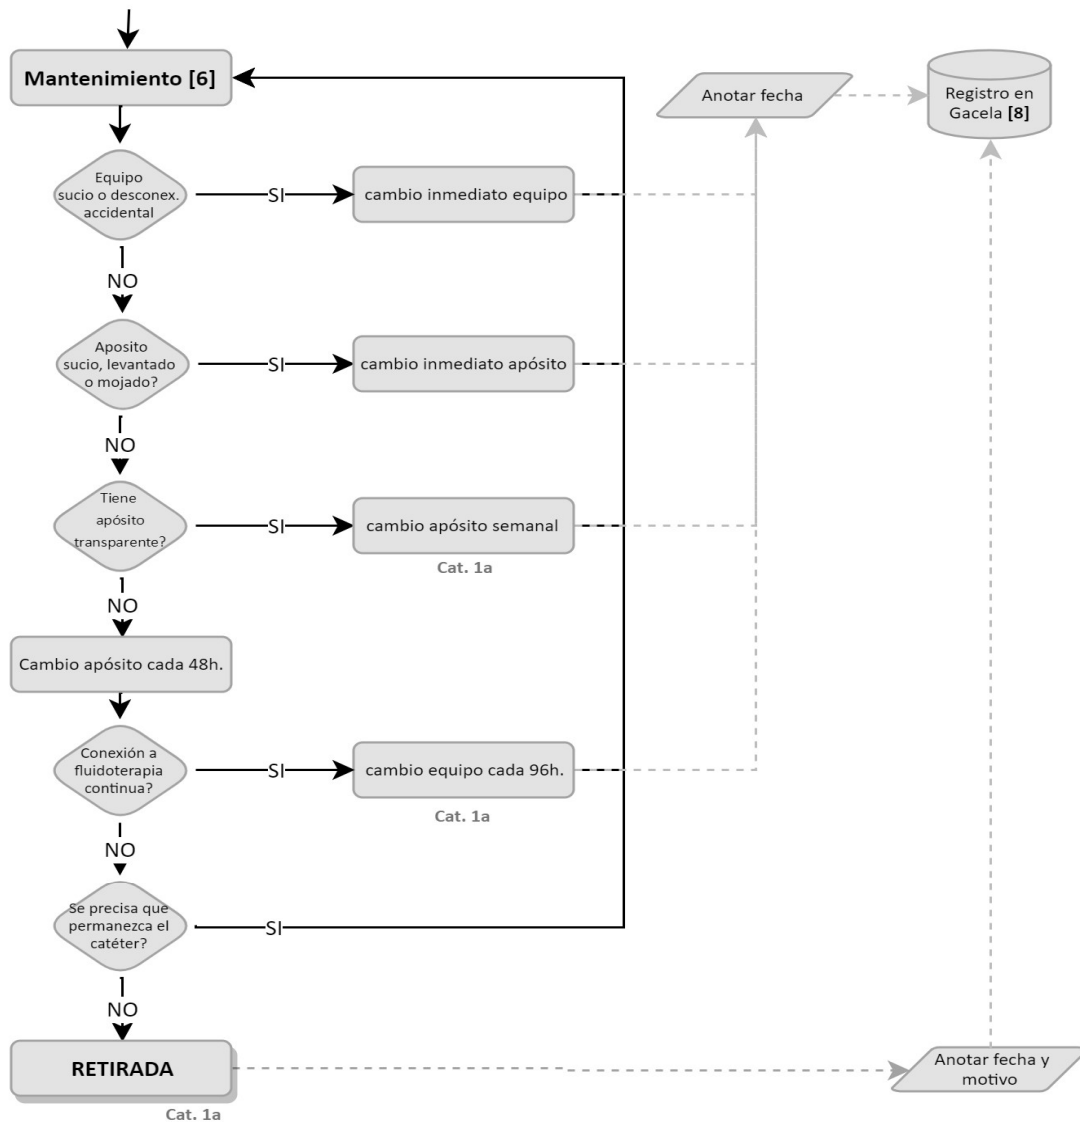 Mantenimiento [6]
Anotar fecha
Registro en
Gacela [8]
Equipo
sucio o desconex.
accidental
SI
cambio inmediato equipo
NO
Aposito
sucio, levantado
o mojado?
SI
cambio inmediato apósito
NO
Tiene
apósito
transparente?
SI
cambio apósito semanal
Cat. 1a
NO
Cambio apósito cada 48h.
Conexión a
fluidoterapia
continua?
SI
cambio equipo cada 96h.
Cat. 1a
NO
Se precisa que
permanezca el
catéter?
SI
NO
RETIRADA
Cat. 1a
Anotar fecha y
motivo